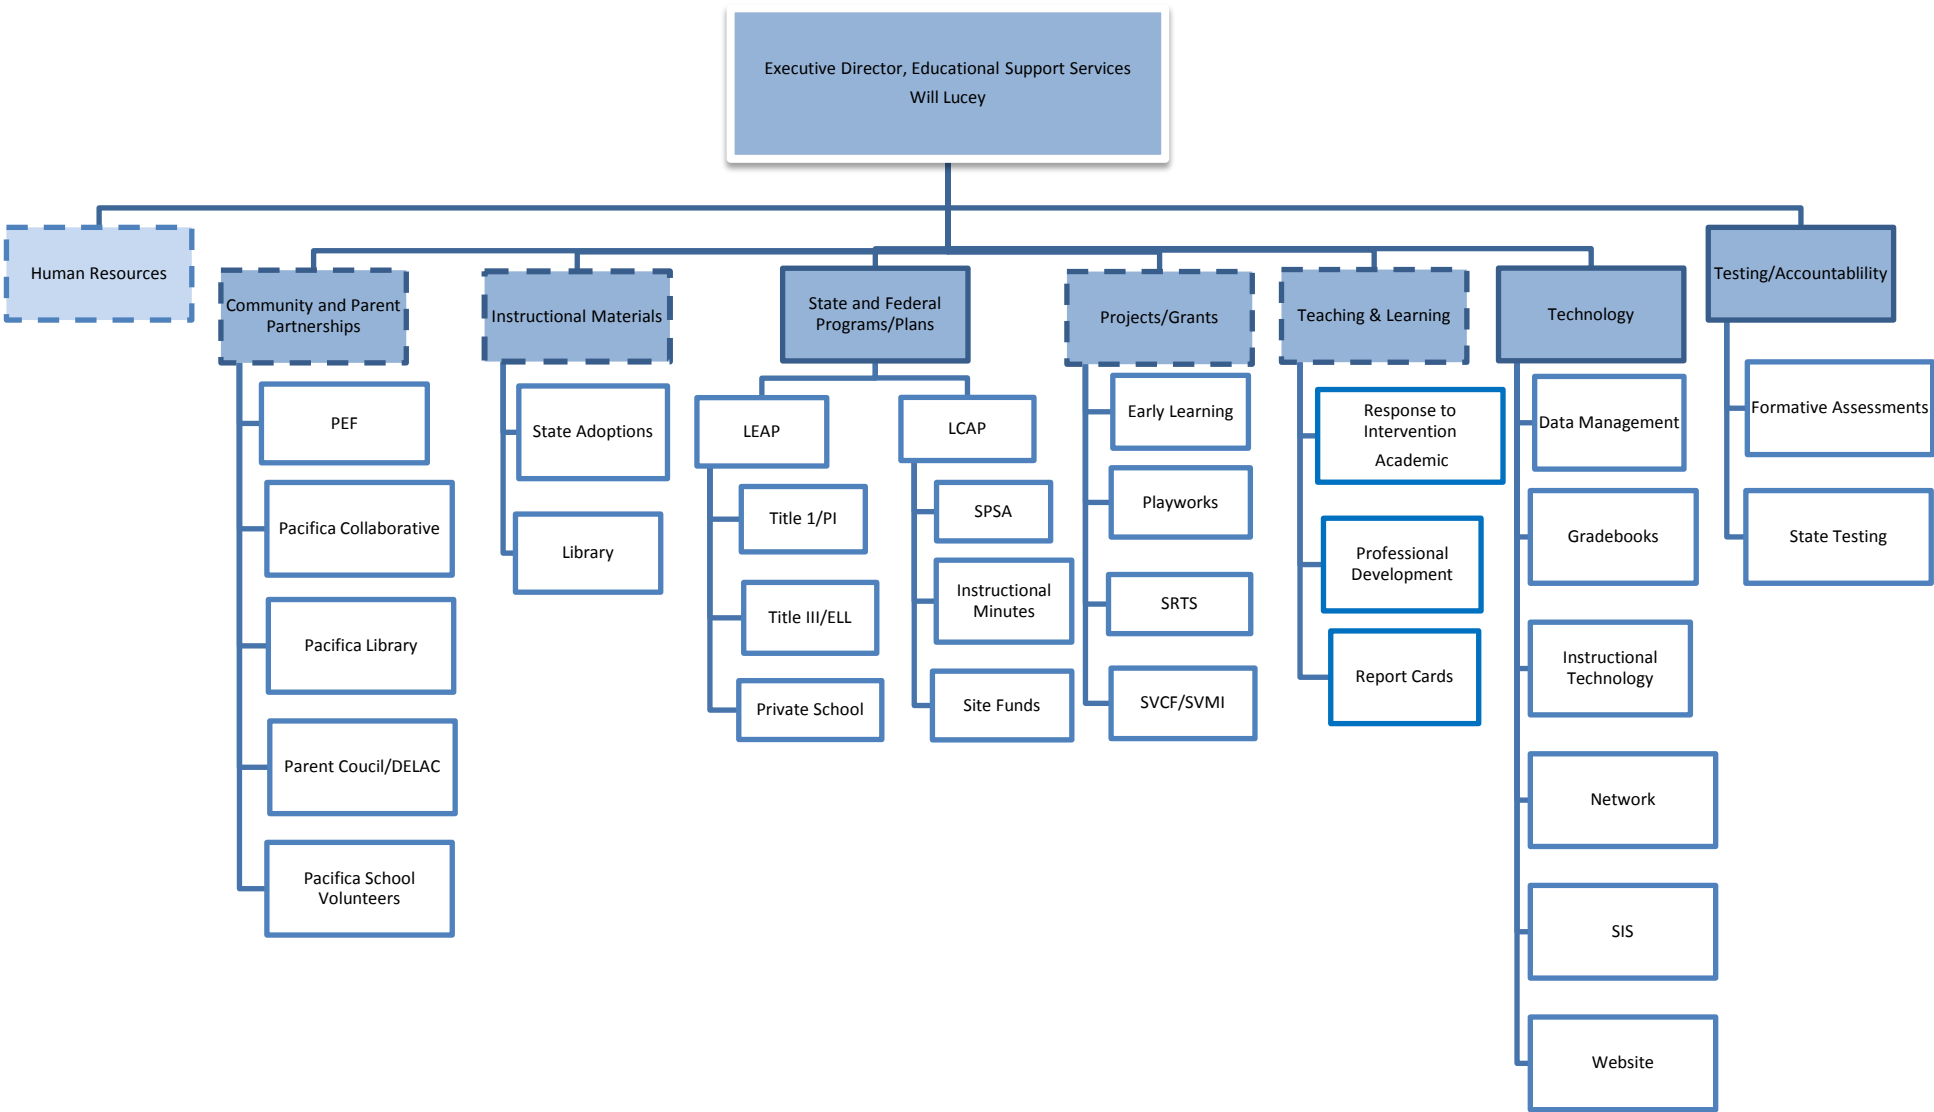 Executive Director, Educational Support Services
Will Lucey
Human Resources
Community and Parent
Partnerships
PEF
Pacifica Collaborative
Pacifica Library
Parent Coucil/DELAC
Pacifica School
Volunteers
Instructional Materials
State Adoptions
Library
State and Federal
Programs/Plans
LEAP
Title 1/PI
Title III/ELL
Private School
LCAP
SPSA
Instructional
Minutes
Site Funds
Projects/Grants
Early Learning
Playworks
SRTS
SVCF/SVMI
Teaching & Learning
Response to
Intervention
Academic
Professional
Development
Report Cards
Technology
Data Management
Gradebooks
Instructional
Technology
Network
SIS
Website
Testing/Accountablility
Formative Assessments
State Testing